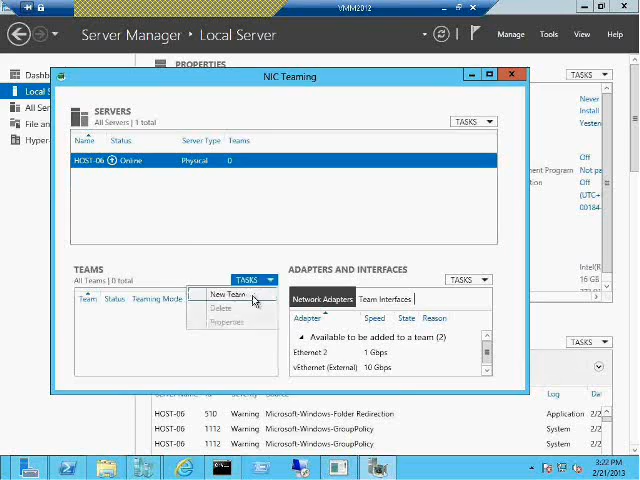 VMM2012
Server Manager ▸ Local Server
Manage Tools View Help
PROPERTIES
TASKS
NIC Teaming
Local S
All Ser
File an
Hyper-
SERVERS
All Servers | 1 total
TASKS
Name Status Server Type Teams
HOST-06 Online Physical 0
Never
Install
Off
ment Program Not pa
Off
(UTC+
00184-
Intel(R)
TEAMS
All Teams | 0 total
TASKS
Team Status Teaming Mode
New Team
Delete
Properties
ADAPTERS AND INTERFACES
TASKS
Network Adapters Team Interfaces
Adapter Speed State Reason
Available to be added to a team (2)
Ethernet 2 1 Gbps
vEthernet (External) 10 Gbps
TASKS
Log
HOST-06 510 Warning Microsoft-Windows-Folder Redirection Application 2/2
HOST-06 1112 Warning Microsoft-Windows-GroupPolicy System 2/2
HOST-06 1112 Warning Microsoft-Windows-GroupPolicy System 2/2
3:22 PM
2/21/2013